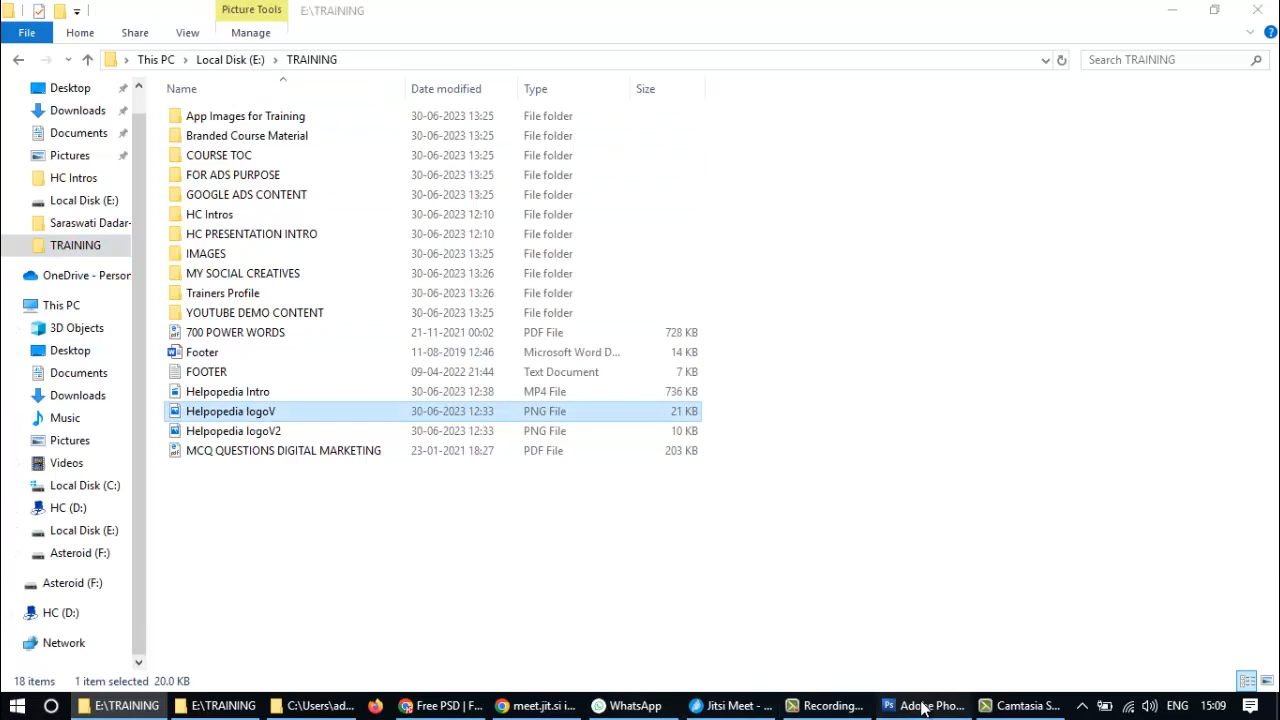 Picture Tools E:\TRAINING
File Home Share View Manage
This PC Local Disk (E:) TRAINING Search TRAINING
Name Date modified Type Size
Desktop
Downloads
Documents
Pictures
HC Intros
Local Disk (E:)
Saraswati Dadar-
TRAINING
OneDrive - Person
This PC
3D Objects
Desktop
Documents
Downloads
Music
Pictures
Videos
Local Disk (C:)
HC (D:)
Local Disk (E:)
Asteroid (F:)
Asteroid (F:)
HC (D:)
Network
App Images for Training 30-06-2023 13:25 File folder
Branded Course Material 30-06-2023 13:25 File folder
COURSE TOC 30-06-2023 13:25 File folder
FOR ADS PURPOSE 30-06-2023 13:25 File folder
GOOGLE ADS CONTENT 30-06-2023 13:25 File folder
HC Intros 30-06-2023 12:10 File folder
HC PRESENTATION INTRO 30-06-2023 12:10 File folder
IMAGES 30-06-2023 13:25 File folder
MY SOCIAL CREATIVES 30-06-2023 13:26 File folder
Trainers Profile 30-06-2023 13:26 File folder
YOUTUBE DEMO CONTENT 30-06-2023 13:25 File folder
700 POWER WORDS 21-11-2021 00:02 PDF File 728 KB
Footer 11-08-2019 12:46 Microsoft Word D... 14 KB
FOOTER 09-04-2022 21:44 Text Document 7 KB
Helpopedia Intro 30-06-2023 12:38 MP4 File 736 KB
Helpopedia logoV 30-06-2023 12:33 PNG File 21 KB
Helpopedia logoV2 30-06-2023 12:33 PNG File 10 KB
MCQ QUESTIONS DIGITAL MARKETING 23-01-2021 18:27 PDF File 203 KB
18 items 1 item selected 20.0 KB
E:\TRAINING E:\TRAINING C:\Users\ad... Free PSD | F... meet.jit.si i... WhatsApp Jitsi Meet - ... Recording... Ps Adobe Pho... Camtasia S... ENG 15:09